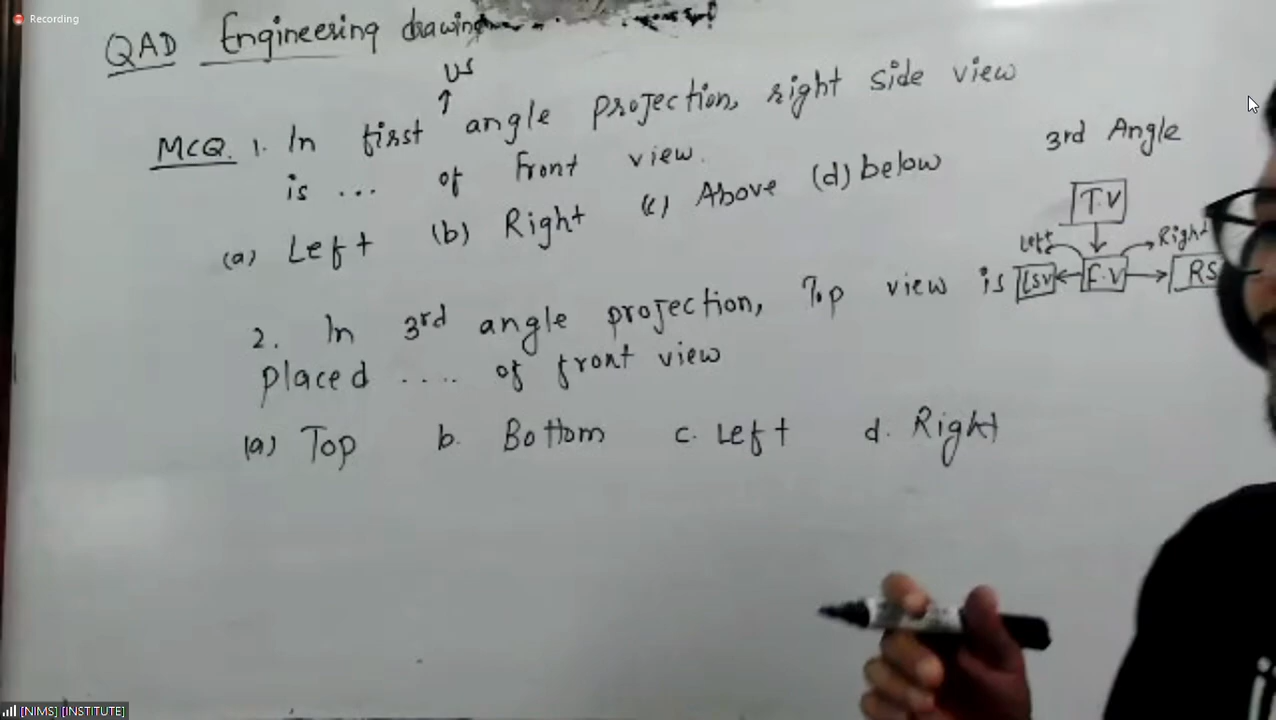 Recording
QAD Engineering drawing
US
↑
MCQ. 1. In first angle projection, right side view
is ... of Front view.
(a) Left (b) Right (c) Above (d) below
2. In 3rd angle projection, Top view is
placed .... of front view
(a) Top b. Bottom c. Left d. Right
3rd Angle
T.V
Left Right
LSV F.V RS
[NIMS] [INSTITUTE]